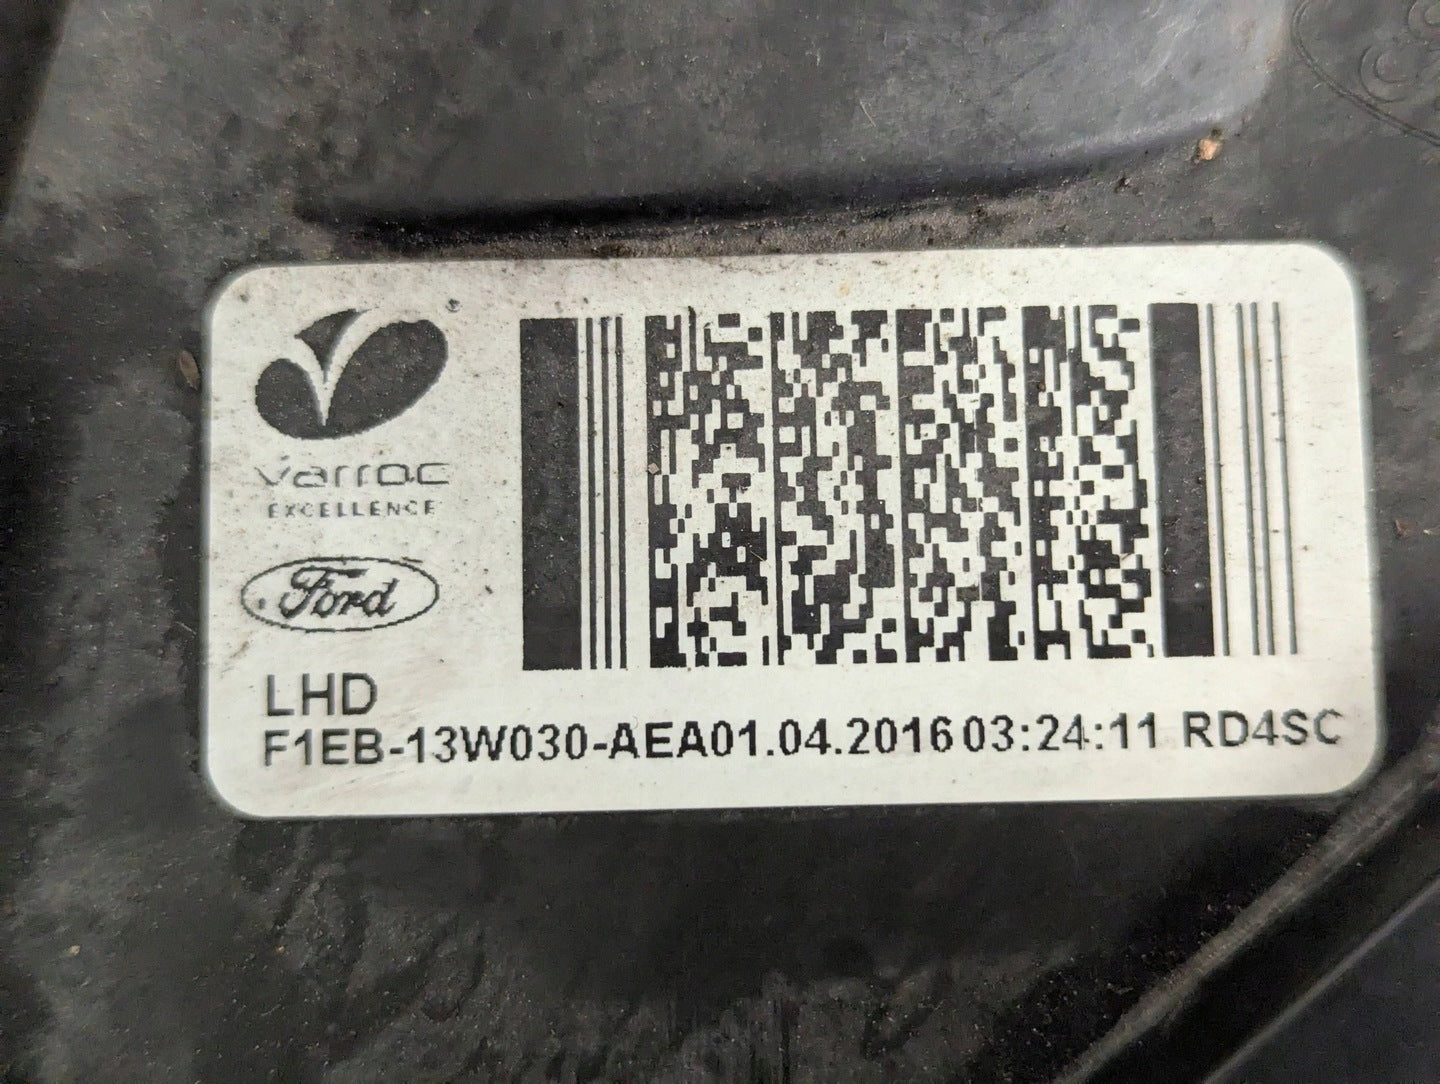 varroc
EXCELLENCE
Ford
LHD
F1EB-13W030-AEA01.04.2016 03:24:11 RD4SC